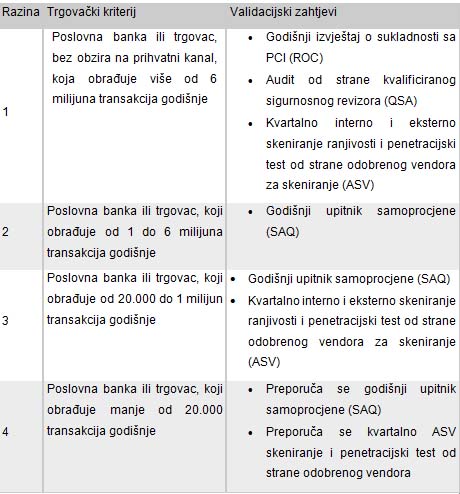 Razina Trgovački kriterij Validacijski zahtjevi
1
Poslovna banka ili trgovac,
bez obzira na prihvatni kanal,
koja obrađuje više od 6
milijuna transakcija godišnje
• Godišnji izvještaj o sukladnosti sa
PCI (ROC)
• Audit od strane kvalificiranog
sigurnosnog revizora (QSA)
• Kvartalno interno i eksterno
skeniranje ranjivosti i penetracijski
test od strane odobrenog vendora
za skeniranje (ASV)
2
Poslovna banka ili trgovac, koji
obrađuje od 1 do 6 milijuna
transakcija godišnje
• Godišnji upitnik samoprocjene
(SAQ)
3
Poslovna banka ili trgovac, koji
obrađuje od 20.000 do 1 milijun
transakcija godišnje
• Godišnji upitnik samoprocjene (SAQ)
• Kvartalno interno i eksterno skeniranje
ranjivosti i penetracijski test od strane
odobrenog vendora za skeniranje
(ASV)
4
Poslovna banka ili trgovac, koji
obrađuje manje od 20.000
transakcija godišnje
• Preporuča se godišnji upitnik
samoprocjene (SAQ)
• Preporuča se kvartalno ASV
skeniranje i penetracijski test od
strane odobrenog vendora